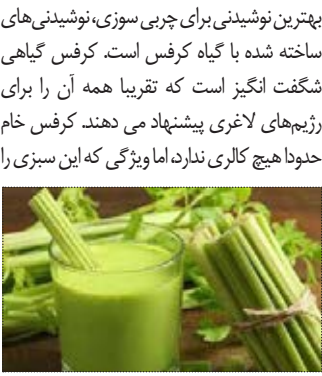 بهترین نوشیدنی برای چربی سوزی، نوشیدنی‌های
ساخته شده با گیاه کرفس است. کرفس گیاهی
شگفت انگیز است که تقریبا همه آن را برای
رژیم‌های لاغری پیشنهاد می دهند. کرفس خام
حدودا هیچ کالری ندارد، اما ویژگی که این سبزی را